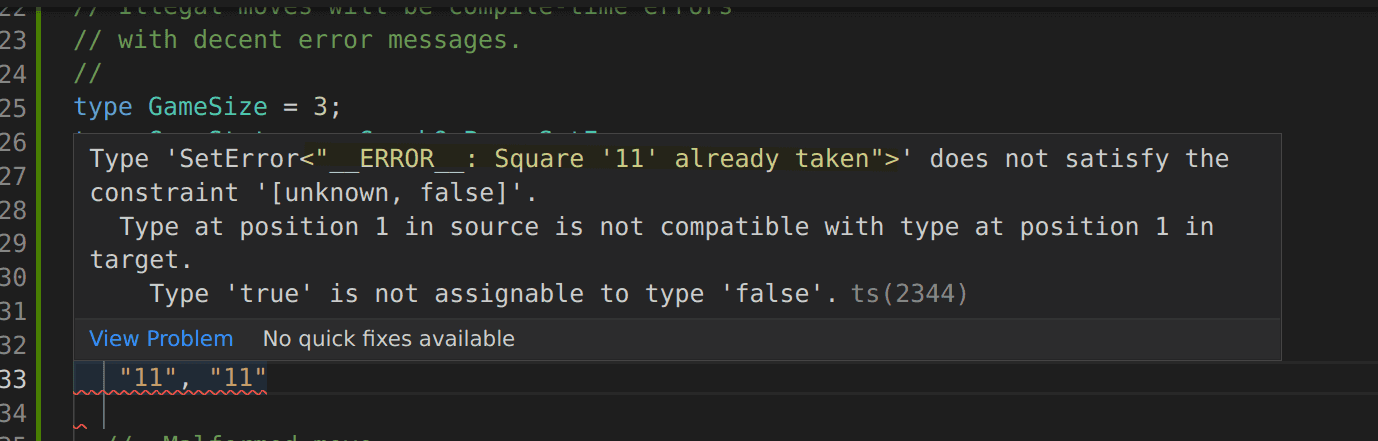 22 // Illegal moves will be compile-time errors
23 // with decent error messages.
24 //
25 type GameSize = 3;
26
Type 'SetError<"__ERROR__: Square '11' already taken">' does not satisfy the
27
constraint '[unknown, false]'.
28
Type at position 1 in source is not compatible with type at position 1 in
29
target.
30
Type 'true' is not assignable to type 'false'. ts(2344)
31
32
View Problem No quick fixes available
33 "11", "11"
34
// Malformed move